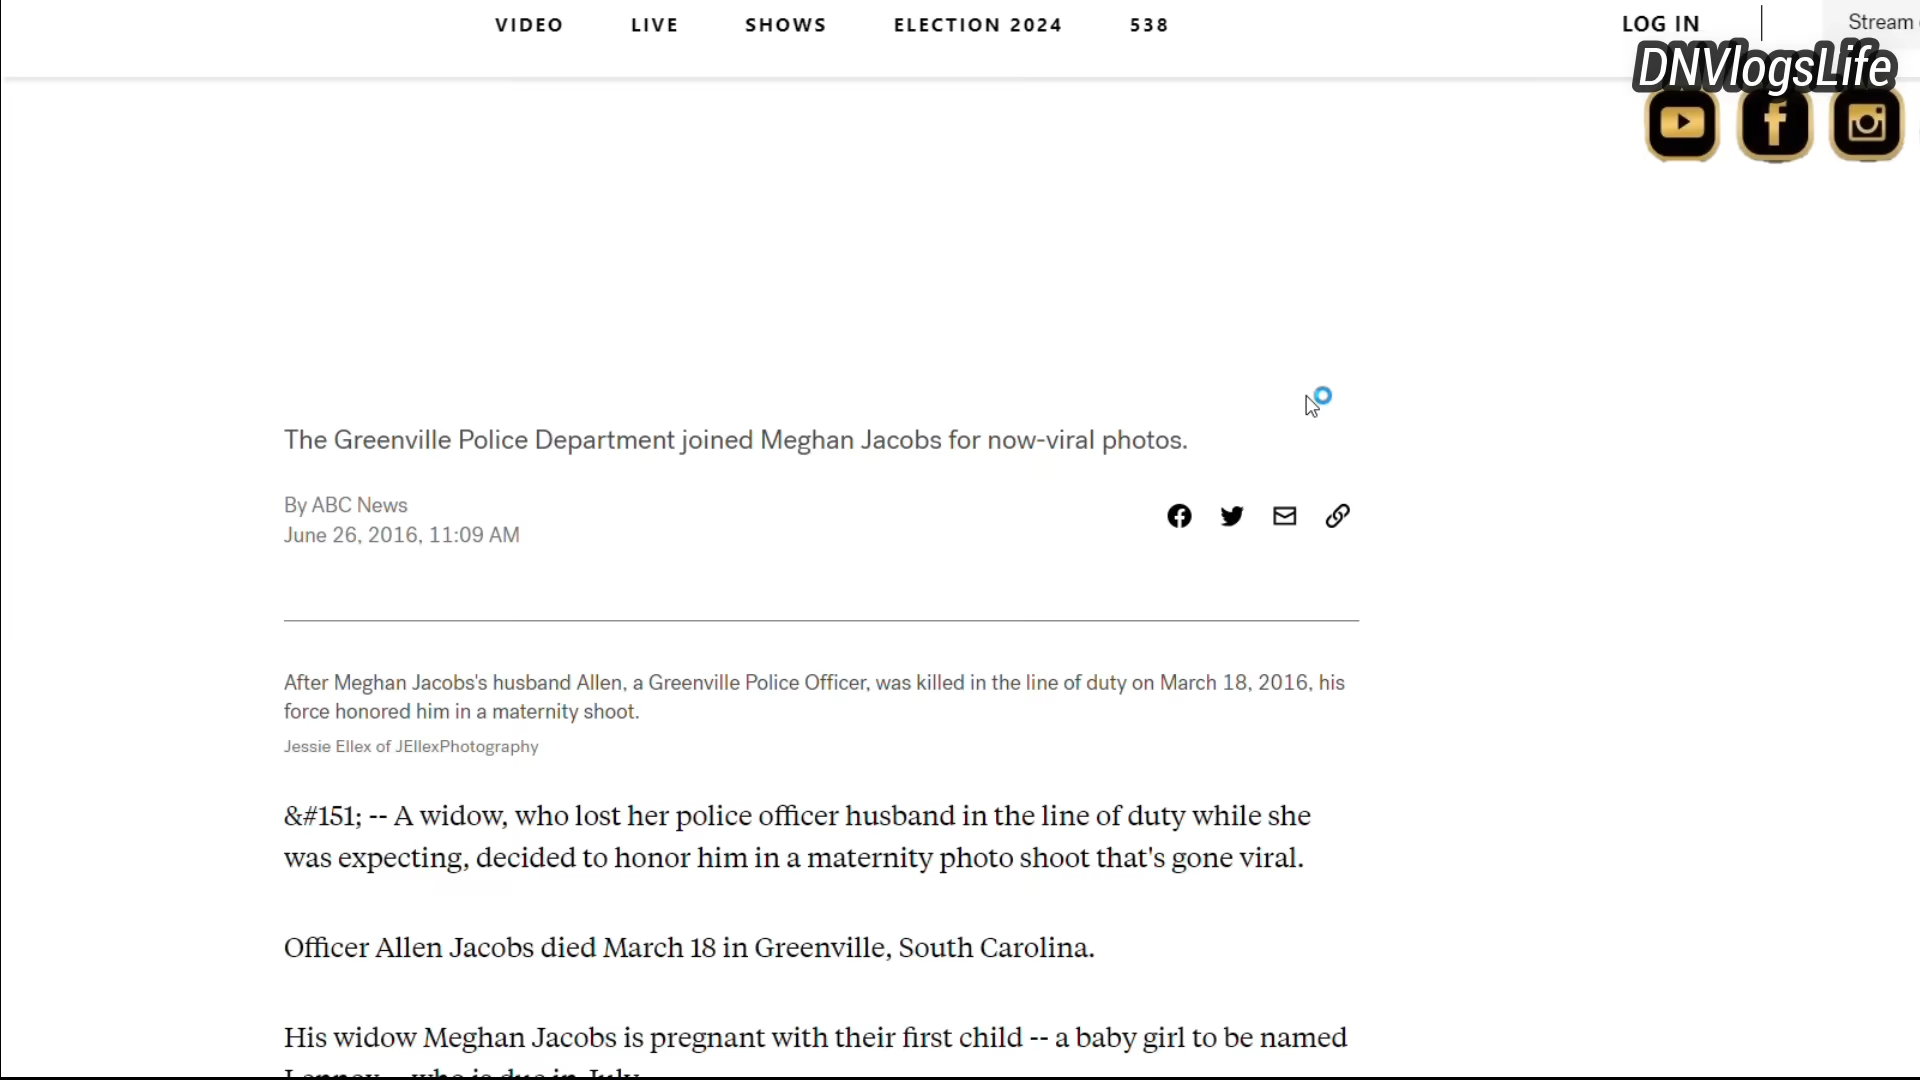 VIDEO LIVE SHOWS ELECTION 2024 538 LOG IN Stream
DNVlogsLife
The Greenville Police Department joined Meghan Jacobs for now-viral photos.
By ABC News
June 26, 2016, 11:09 AM
After Meghan Jacobs's husband Allen, a Greenville Police Officer, was killed in the line of duty on March 18, 2016, his
force honored him in a maternity shoot.
Jessie Ellex of JEllexPhotography
&#151; -- A widow, who lost her police officer husband in the line of duty while she
was expecting, decided to honor him in a maternity photo shoot that's gone viral.
Officer Allen Jacobs died March 18 in Greenville, South Carolina.
His widow Meghan Jacobs is pregnant with their first child -- a baby girl to be named
who is due in July